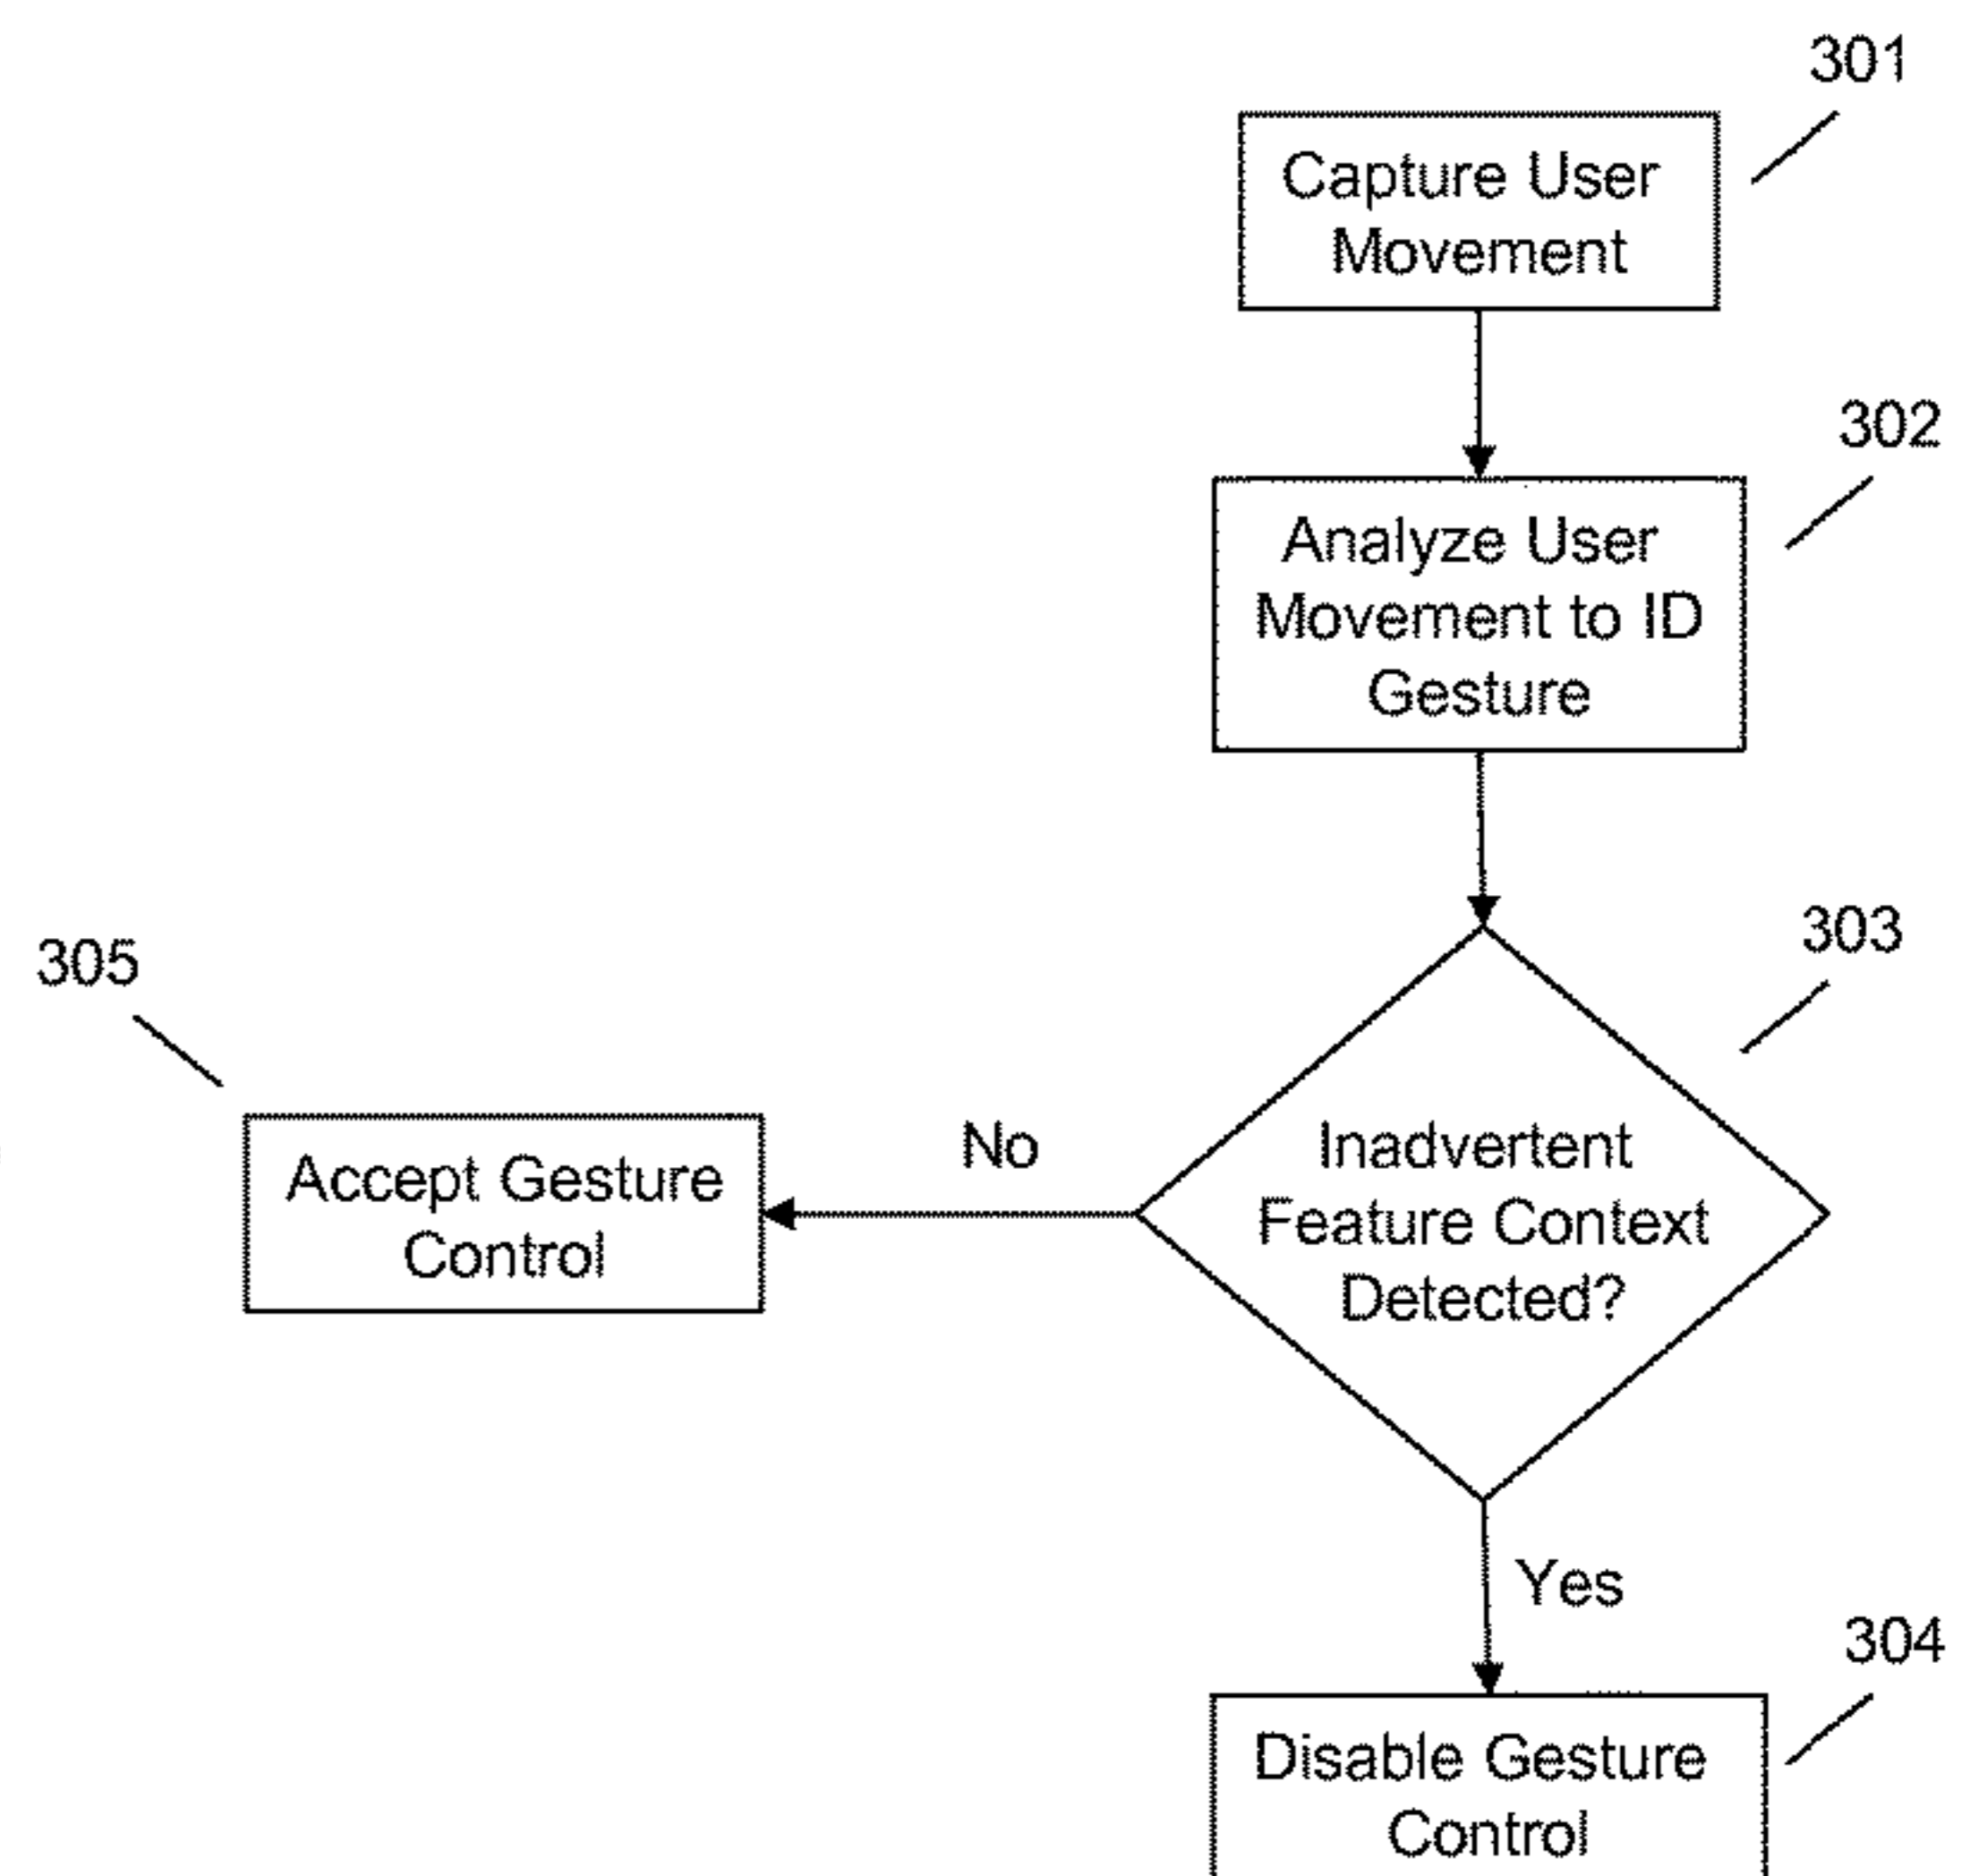 301
Capture User
Movement
302
Analyze User
Movement to ID
Gesture
303
305
Inadvertent
Feature Context
Detected?
No
Accept Gesture
Control
Yes
304
Disable Gesture
Control